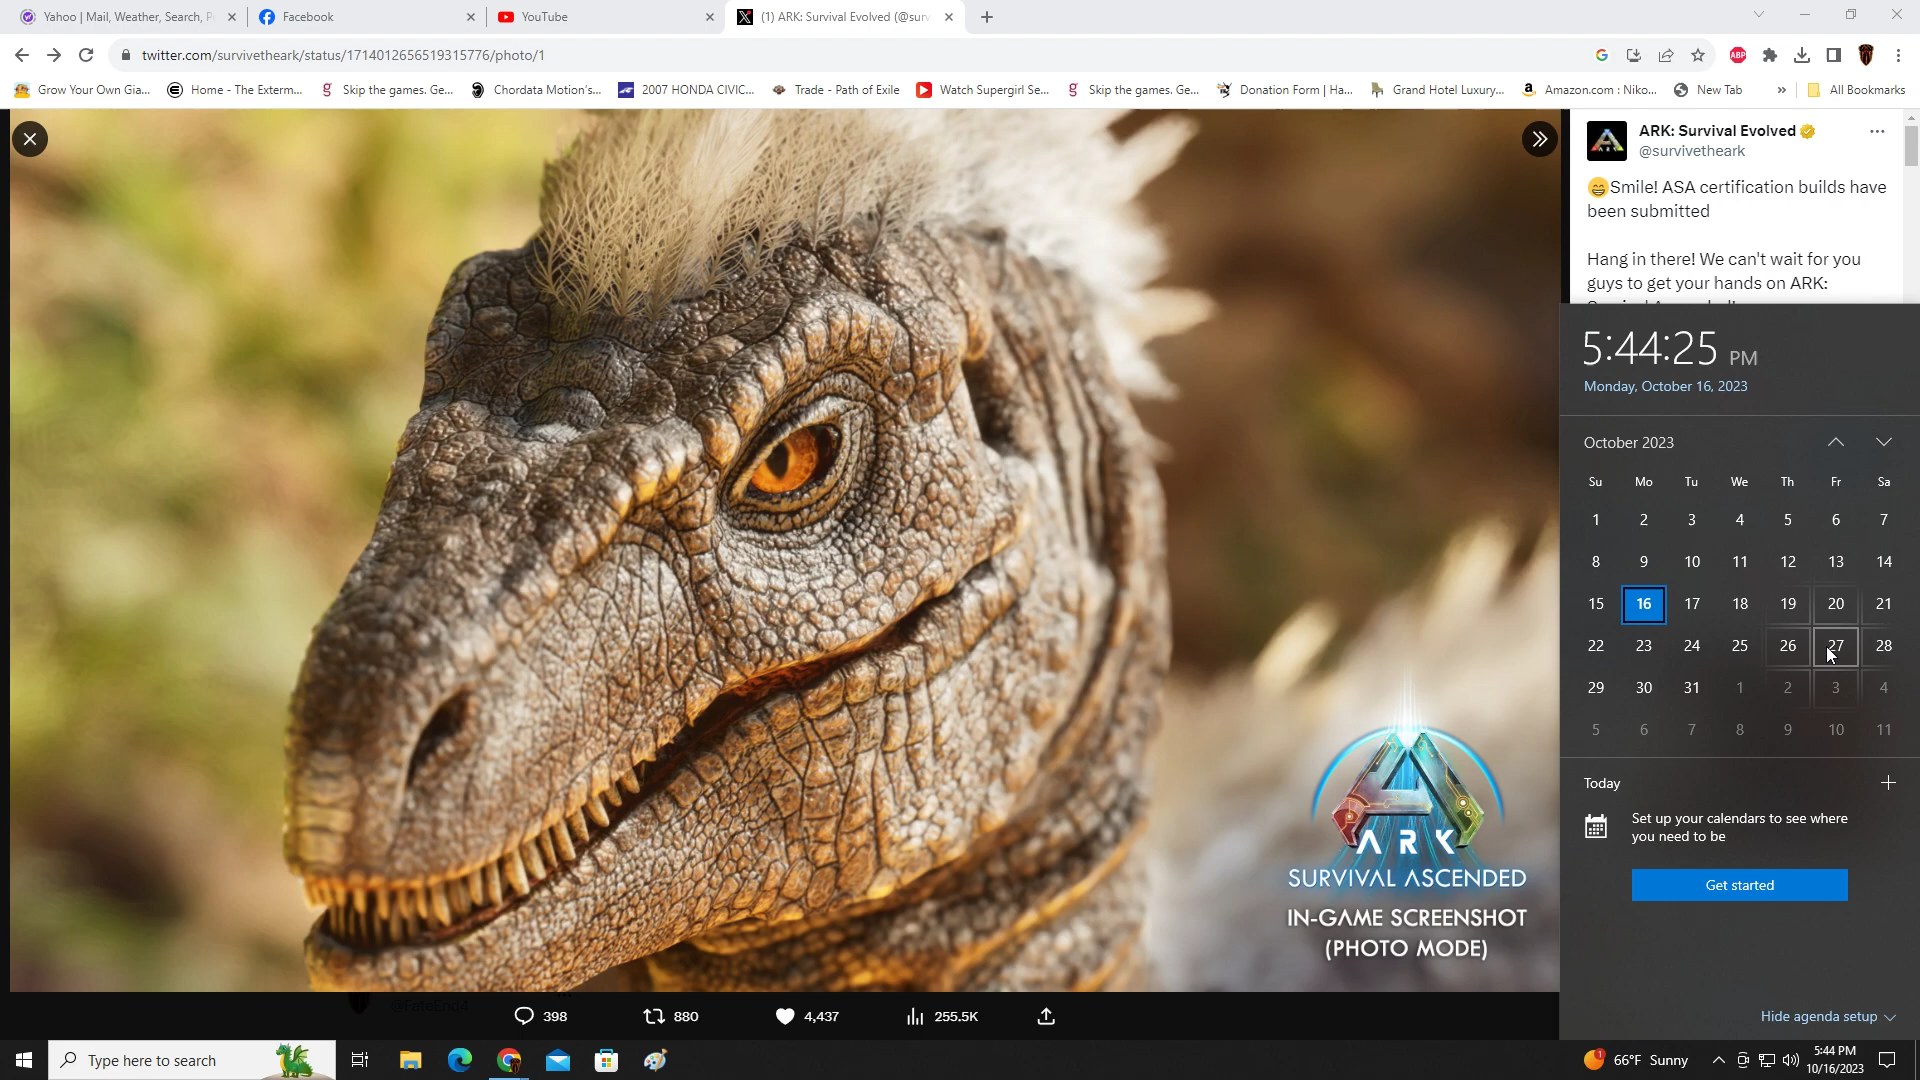 Yahoo | Mail, Weather, Search, P
Facebook
YouTube
(1) ARK: Survival Evolved (@surv
twitter.com/survivetheark/status/1714012656519315776/photo/1
ABP
Grow Your Own Gia...
Home - The Exterm...
Skip the games. Ge...
Chordata Motion's...
2007 HONDA CIVIC...
Trade - Path of Exile
Watch Supergirl Se...
Skip the games. Ge...
Donation Form | Ha...
Grand Hotel Luxury...
Amazon.com : Niko...
New Tab
»
All Bookmarks
ARK: Survival Evolved
@survivetheark
😁Smile! ASA certification builds have
been submitted
Hang in there! We can't wait for you
guys to get your hands on ARK:
5:44:25 PM
Monday, October 16, 2023
October 2023
Su Mo Tu We Th Fr Sa
1 2 3 4 5 6 7
8 9 10 11 12 13 14
15 16 17 18 19 20 21
22 23 24 25 26 27 28
29 30 31 1 2 3 4
5 6 7 8 9 10 11
Today
Set up your calendars to see where
you need to be
Get started
Hide agenda setup
ARK
SURVIVAL ASCENDED
IN-GAME SCREENSHOT
(PHOTO MODE)
@FateEnd4
398
880
4,437
255.5K
Type here to search
1
66°F Sunny
5:44 PM
10/16/2023